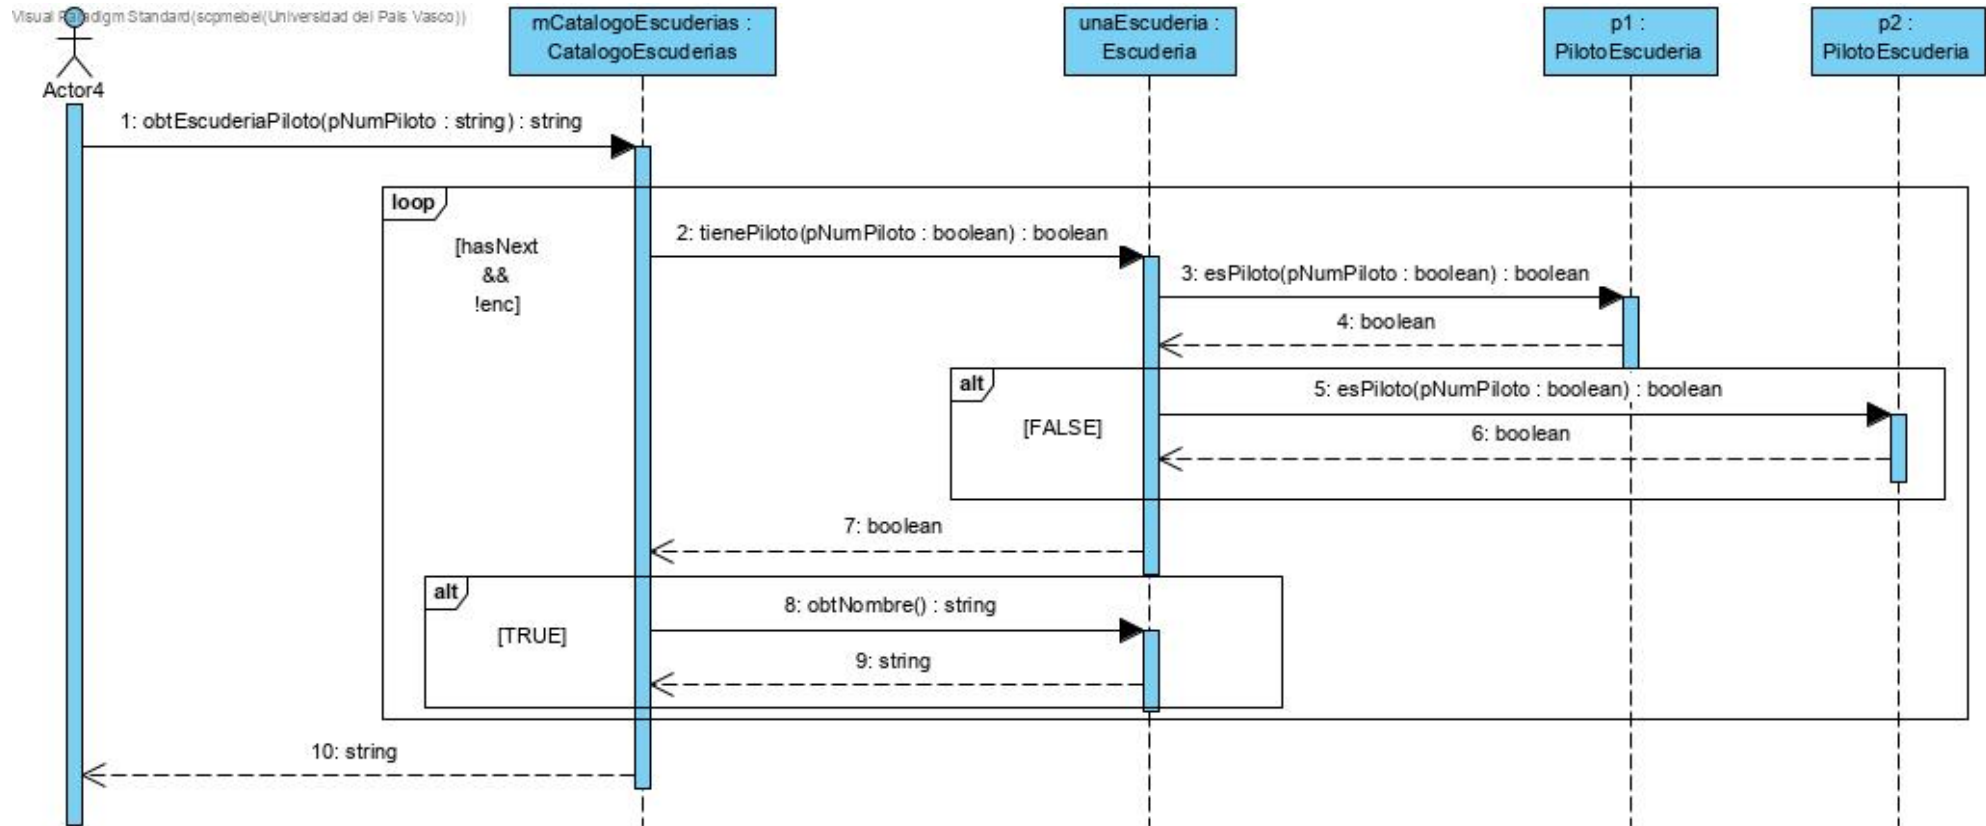 Visual Paradigm Standard(scpmebel(Universidad del Pais Vasco))
Actor4
mCatalogoEscuderias :
CatalogoEscuderias
unaEscuderia :
Escuderia
p1 :
PilotoEscuderia
p2 :
PilotoEscuderia
1: obtEscuderiaPiloto(pNumPiloto : string) : string
loop
[hasNext
&&
!enc]
2: tienePiloto(pNumPiloto : boolean) : boolean
3: esPiloto(pNumPiloto : boolean) : boolean
4: boolean
alt
[FALSE]
5: esPiloto(pNumPiloto : boolean) : boolean
6: boolean
7: boolean
alt
[TRUE]
8: obtNombre() : string
9: string
10: string